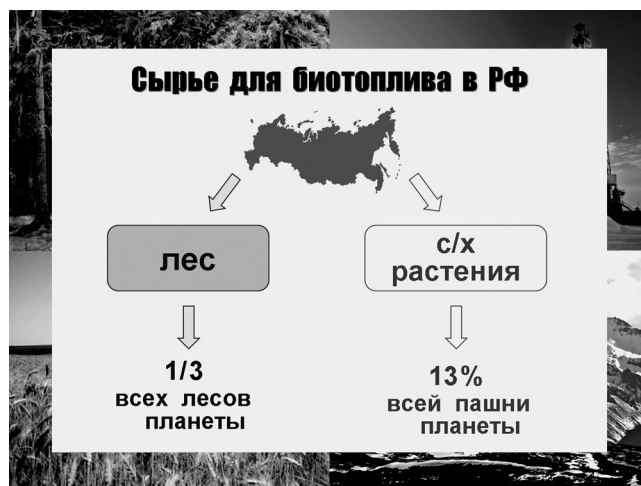 Сырье для биотоплива в РФ
лес
с/х
растения
1/3
всех лесов
планеты
13%
всей пашни
планеты